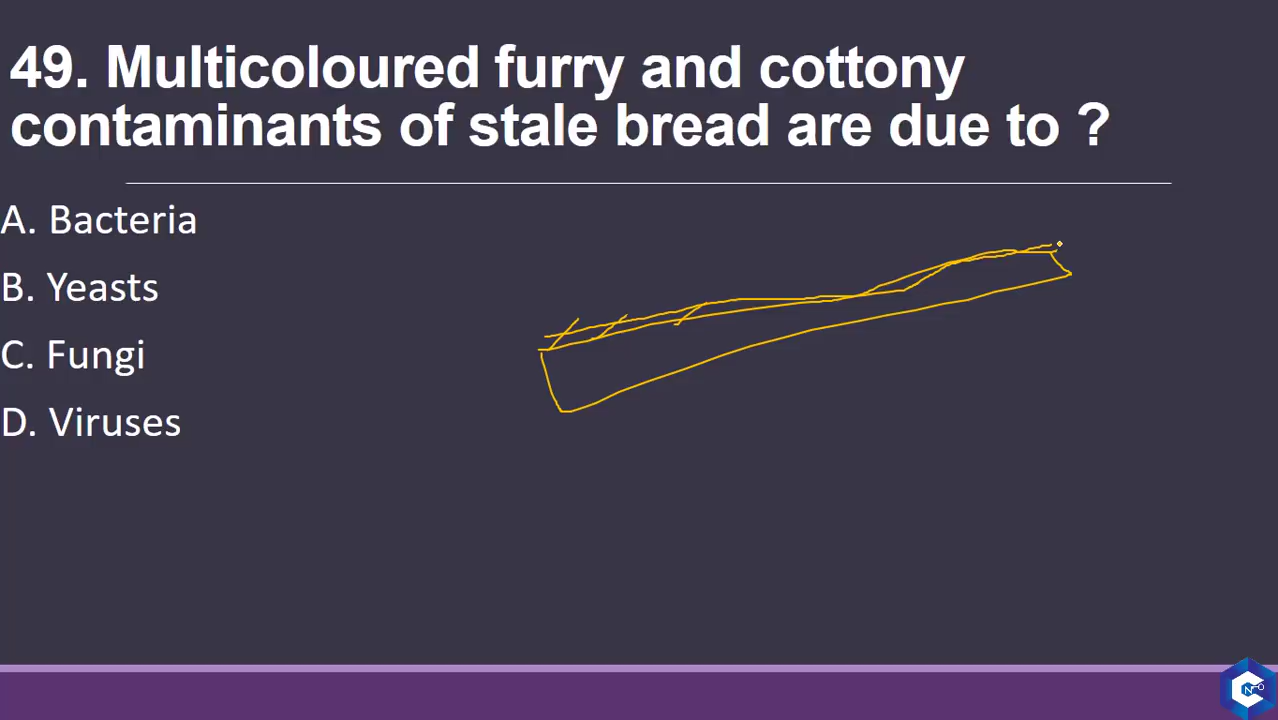 49. Multicoloured furry and cottony
contaminants of stale bread are due to ?
A. Bacteria
B. Yeasts
C. Fungi
D. Viruses